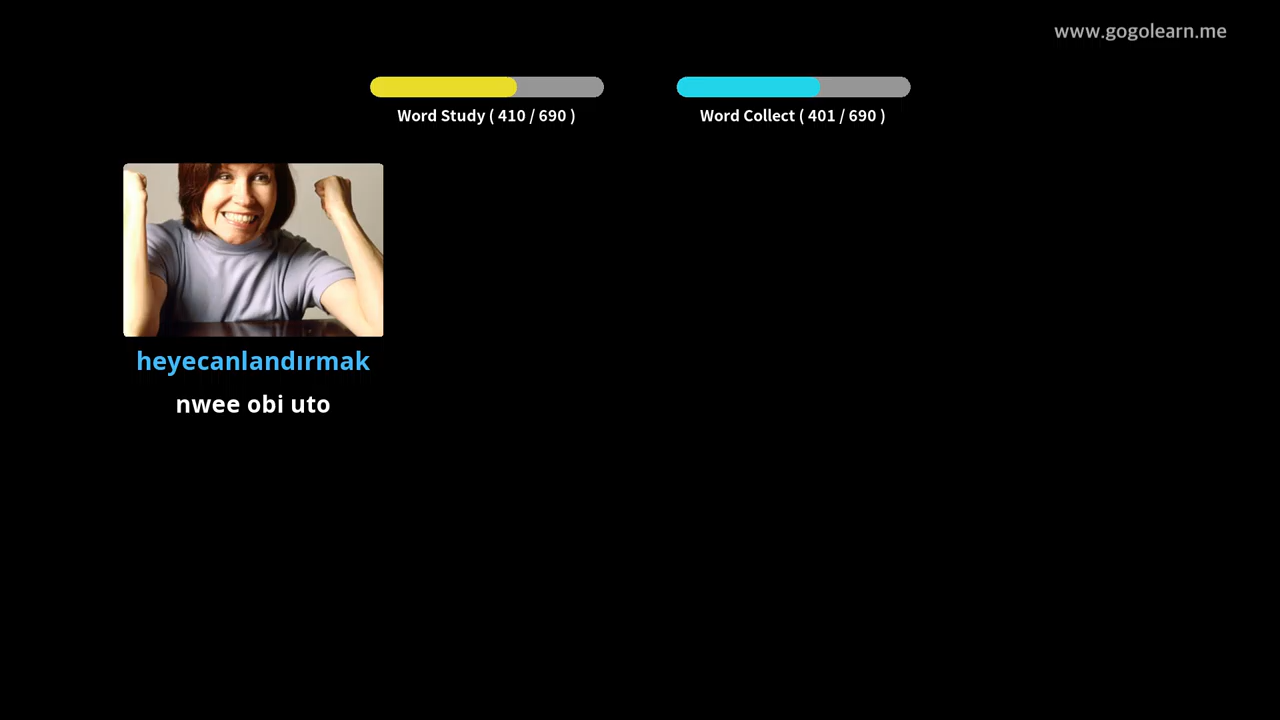 www.gogolearn.me
Word Study ( 410 / 690 )
Word Collect ( 401 / 690 )
heyecanlandırmak
nwee obi uto